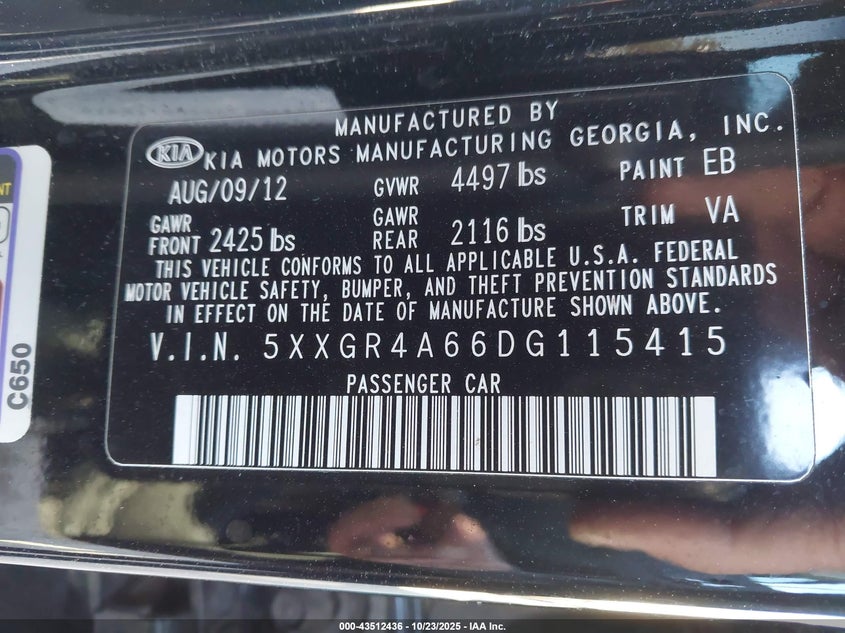 MANUFACTURED BY
KIA KIA MOTORS MANUFACTURING GEORGIA, INC.
AUG/09/12 GVWR 4497 lbs PAINT EB
GAWR FRONT 2425 lbs GAWR REAR 2116 lbs TRIM VA
THIS VEHICLE CONFORMS TO ALL APPLICABLE U.S.A. FEDERAL
MOTOR VEHICLE SAFETY, BUMPER, AND THEFT PREVENTION STANDARDS
IN EFFECT ON THE DATE OF MANUFACTURE SHOWN ABOVE.
V.I.N. 5XXGR4A66DG115415
PASSENGER CAR
C650
000-43512436 - 10/23/2025 - IAA Inc.